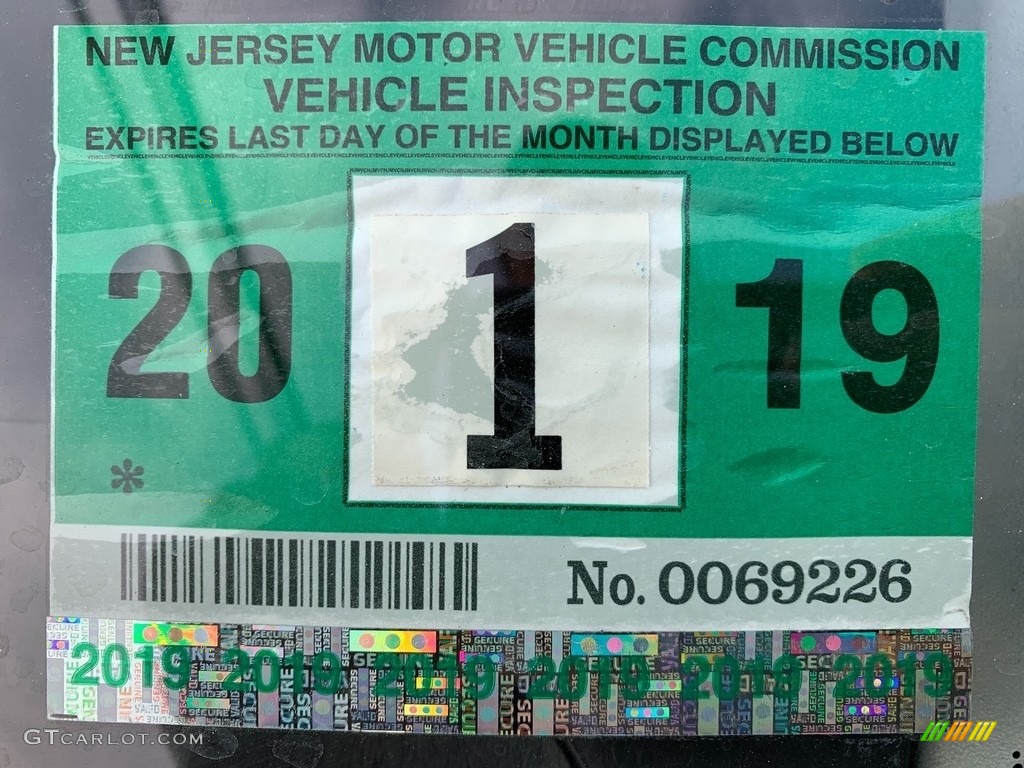 NEW JERSEY MOTOR VEHICLE COMMISSION
VEHICLE INSPECTION
EXPIRES LAST DAY OF THE MONTH DISPLAYED BELOW
20 1 19
*
No. 0069226
2019 2019 2019 2019 2019 2019
GTCARLOT.COM